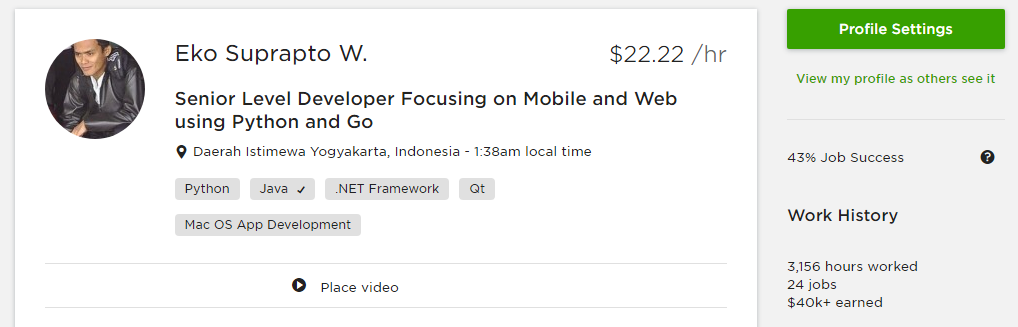 Eko Suprapto W.
$22.22 /hr
Senior Level Developer Focusing on Mobile and Web
using Python and Go
Daerah Istimewa Yogyakarta, Indonesia - 1:38am local time
Python Java .NET Framework Qt
Mac OS App Development
Place video
Profile Settings
View my profile as others see it
43% Job Success ?
Work History
3,156 hours worked
24 jobs
$40k+ earned